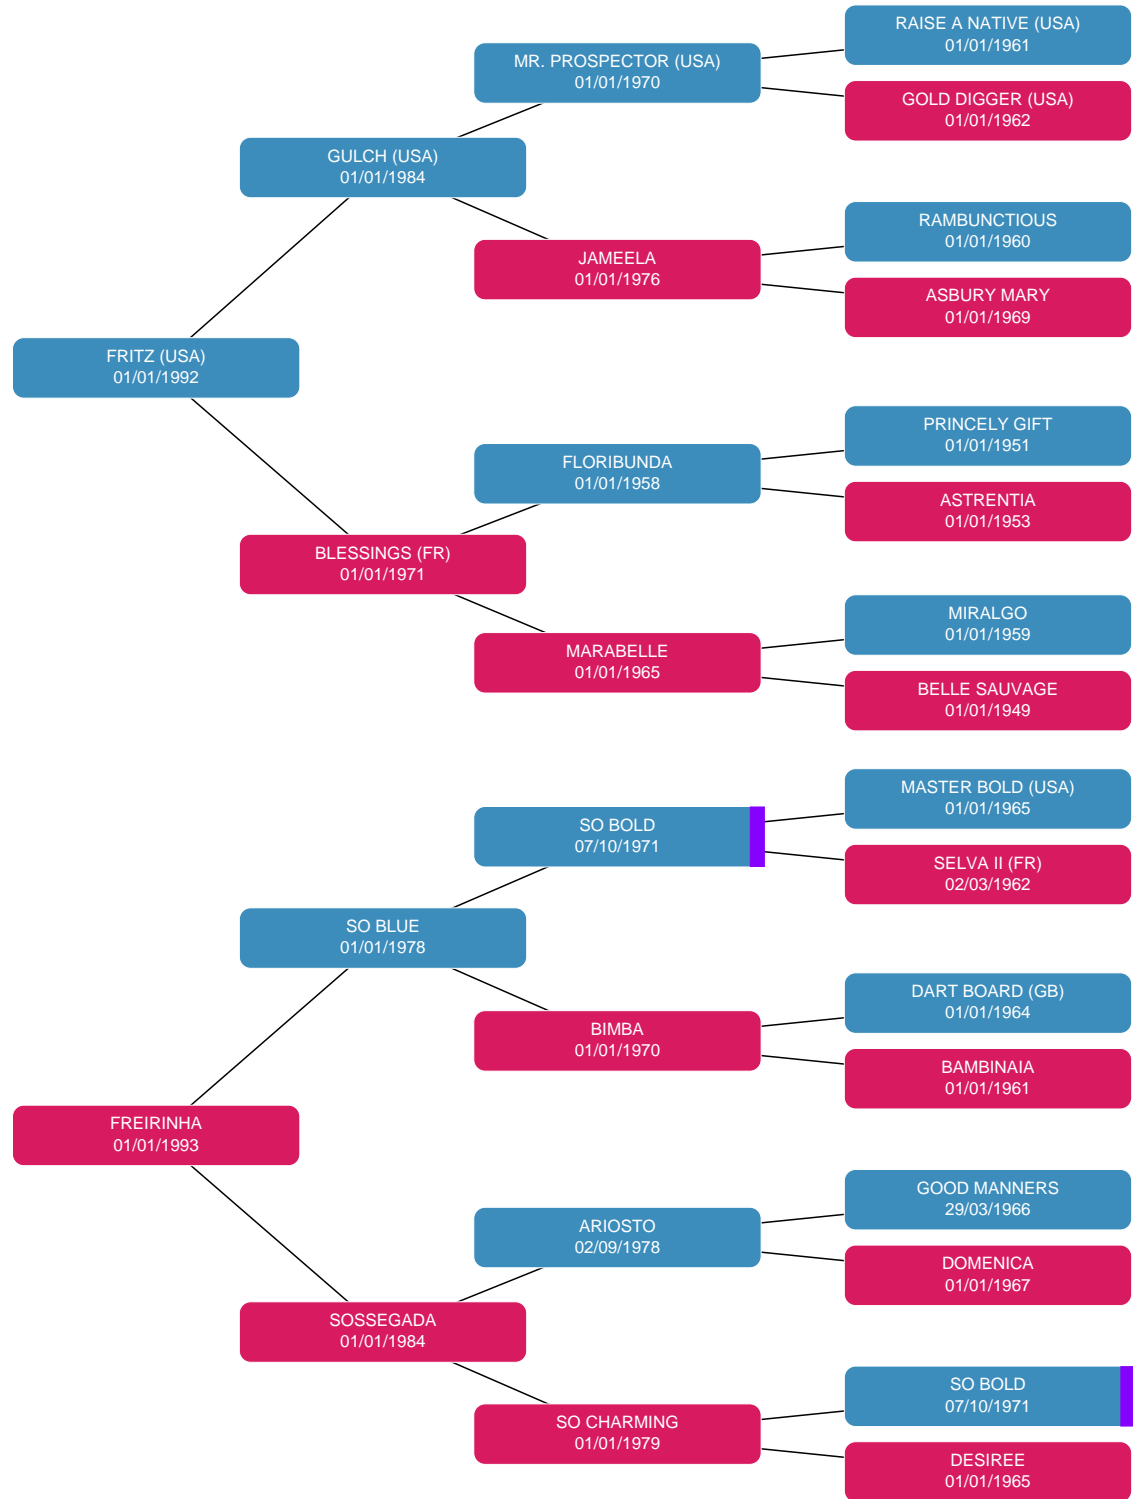 RAISE A NATIVE (USA)
01/01/1961
MR. PROSPECTOR (USA)
01/01/1970
GOLD DIGGER (USA)
01/01/1962
GULCH (USA)
01/01/1984
RAMBUNCTIOUS
01/01/1960
JAMEELA
01/01/1976
ASBURY MARY
01/01/1969
FRITZ (USA)
01/01/1992
PRINCELY GIFT
01/01/1951
FLORIBUNDA
01/01/1958
ASTRENTIA
01/01/1953
BLESSINGS (FR)
01/01/1971
MIRALGO
01/01/1959
MARABELLE
01/01/1965
BELLE SAUVAGE
01/01/1949
MASTER BOLD (USA)
01/01/1965
SO BOLD
07/10/1971
SELVA II (FR)
02/03/1962
SO BLUE
01/01/1978
DART BOARD (GB)
01/01/1964
BIMBA
01/01/1970
BAMBINAIA
01/01/1961
FREIRINHA
01/01/1993
GOOD MANNERS
29/03/1966
ARIOSTO
02/09/1978
DOMENICA
01/01/1967
SOSSEGADA
01/01/1984
SO BOLD
07/10/1971
SO CHARMING
01/01/1979
DESIREE
01/01/1965